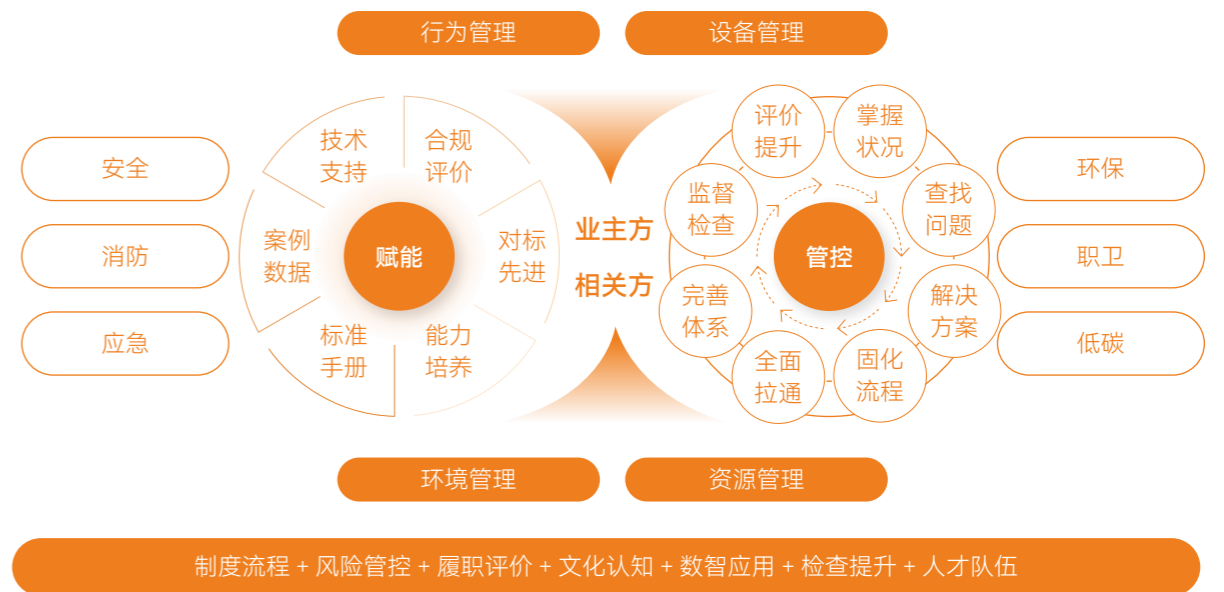 行为管理
设备管理
安全
消防
应急
技术
支持
合规
评价
案例
数据
赋能
对标
先进
标准
手册
能力
培养
业主方
相关方
评价
提升
掌握
状况
监督
检查
查找
问题
管控
完善
体系
解决
方案
全面
拉通
固化
流程
环保
职卫
低碳
环境管理
资源管理
制度流程 + 风险管控 + 履职评价 + 文化认知 + 数智应用 + 检查提升 + 人才队伍